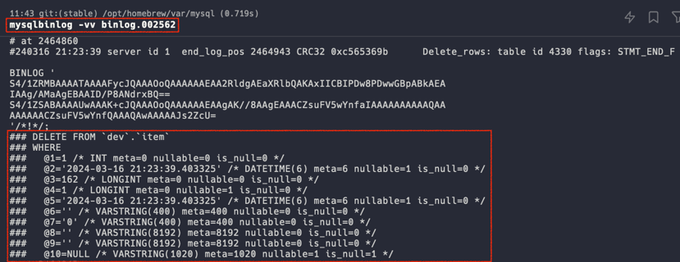 11:43 git:(stable) /opt/homebrew/var/mysql (0.719s)
mysqlbinlog -vv binlog.002562
# at 2464860
#240316 21:23:39 server id 1  end_log_pos 2464943 CRC32 0xc565369b  Delete_rows: table id 4330 flags: STMT_END_F
BINLOG '
S4/1ZRMBAAAATAAAAFycJQAAAOoQAAAAAAEAA2RldgAEaXRlbQAKAxIICBIPDw8PDwwGBpABkAEA
IAAg/AMaAgEBAAID/P8ANdrxBQ==
S4/1ZSABAAAAUwAAAK+cJQAAAOoQAAAAAAEAAgAK//8AAgEAAACZsuFV5wYnfaIAAAAAAAAAAQAA
AAAAAACZsuFV5wYnfQAAAQAwAAAAAJs2ZcU=
'/*!*/;
### DELETE FROM `dev`.`item`
### WHERE
###   @1=1 /* INT meta=0 nullable=0 is_null=0 */
###   @2='2024-03-16 21:23:39.403325' /* DATETIME(6) meta=6 nullable=1 is_null=0 */
###   @3=162 /* LONGINT meta=0 nullable=0 is_null=0 */
###   @4=1 /* LONGINT meta=0 nullable=1 is_null=0 */
###   @5='2024-03-16 21:23:39.403325' /* DATETIME(6) meta=6 nullable=1 is_null=0 */
###   @6='' /* VARSTRING(400) meta=400 nullable=0 is_null=0 */
###   @7='0' /* VARSTRING(400) meta=400 nullable=0 is_null=0 */
###   @8='' /* VARSTRING(8192) meta=8192 nullable=0 is_null=0 */
###   @9='' /* VARSTRING(8192) meta=8192 nullable=0 is_null=0 */
###   @10=NULL /* VARSTRING(1020) meta=1020 nullable=1 is_null=1 */